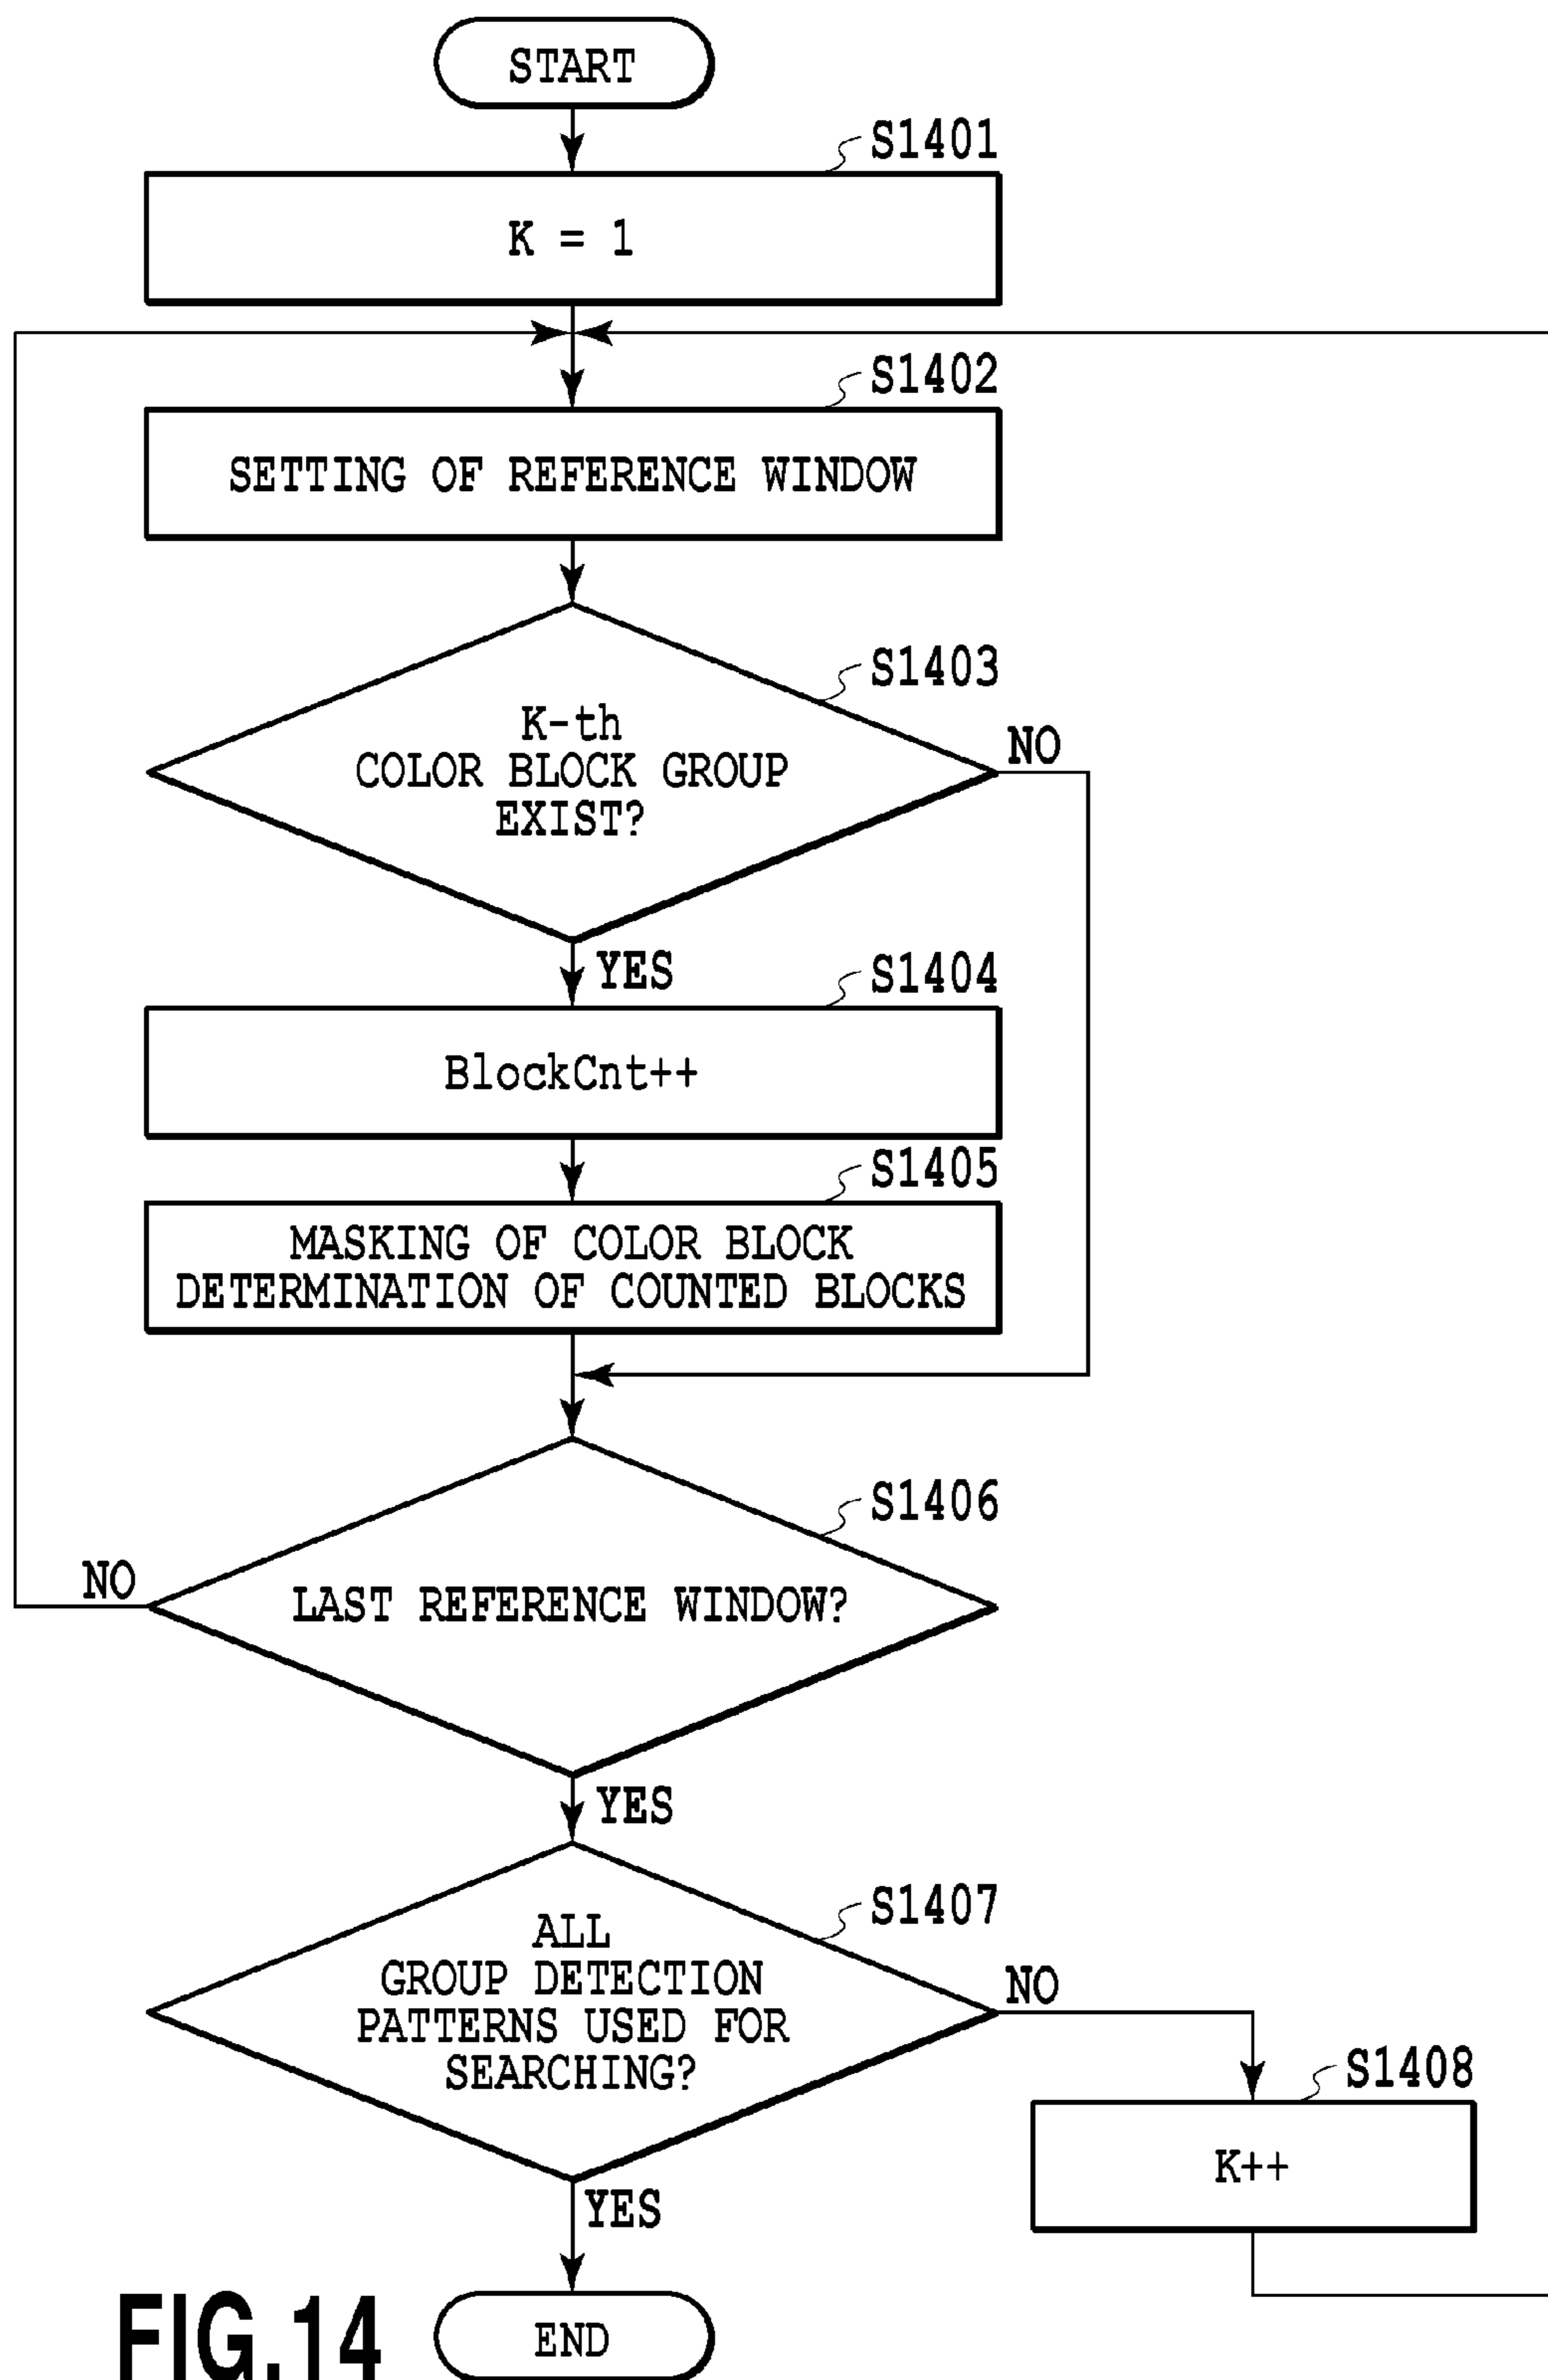 START
S1401
K = 1
S1402
SETTING OF REFERENCE WINDOW
S1403
K-th
COLOR BLOCK GROUP
EXIST?
NO
YES
S1404
BlockCnt++
S1405
MASKING OF COLOR BLOCK
DETERMINATION OF COUNTED BLOCKS
S1406
NO
LAST REFERENCE WINDOW?
YES
S1407
ALL
GROUP DETECTION
PATTERNS USED FOR
SEARCHING?
NO
S1408
K++
YES
END
FIG.14